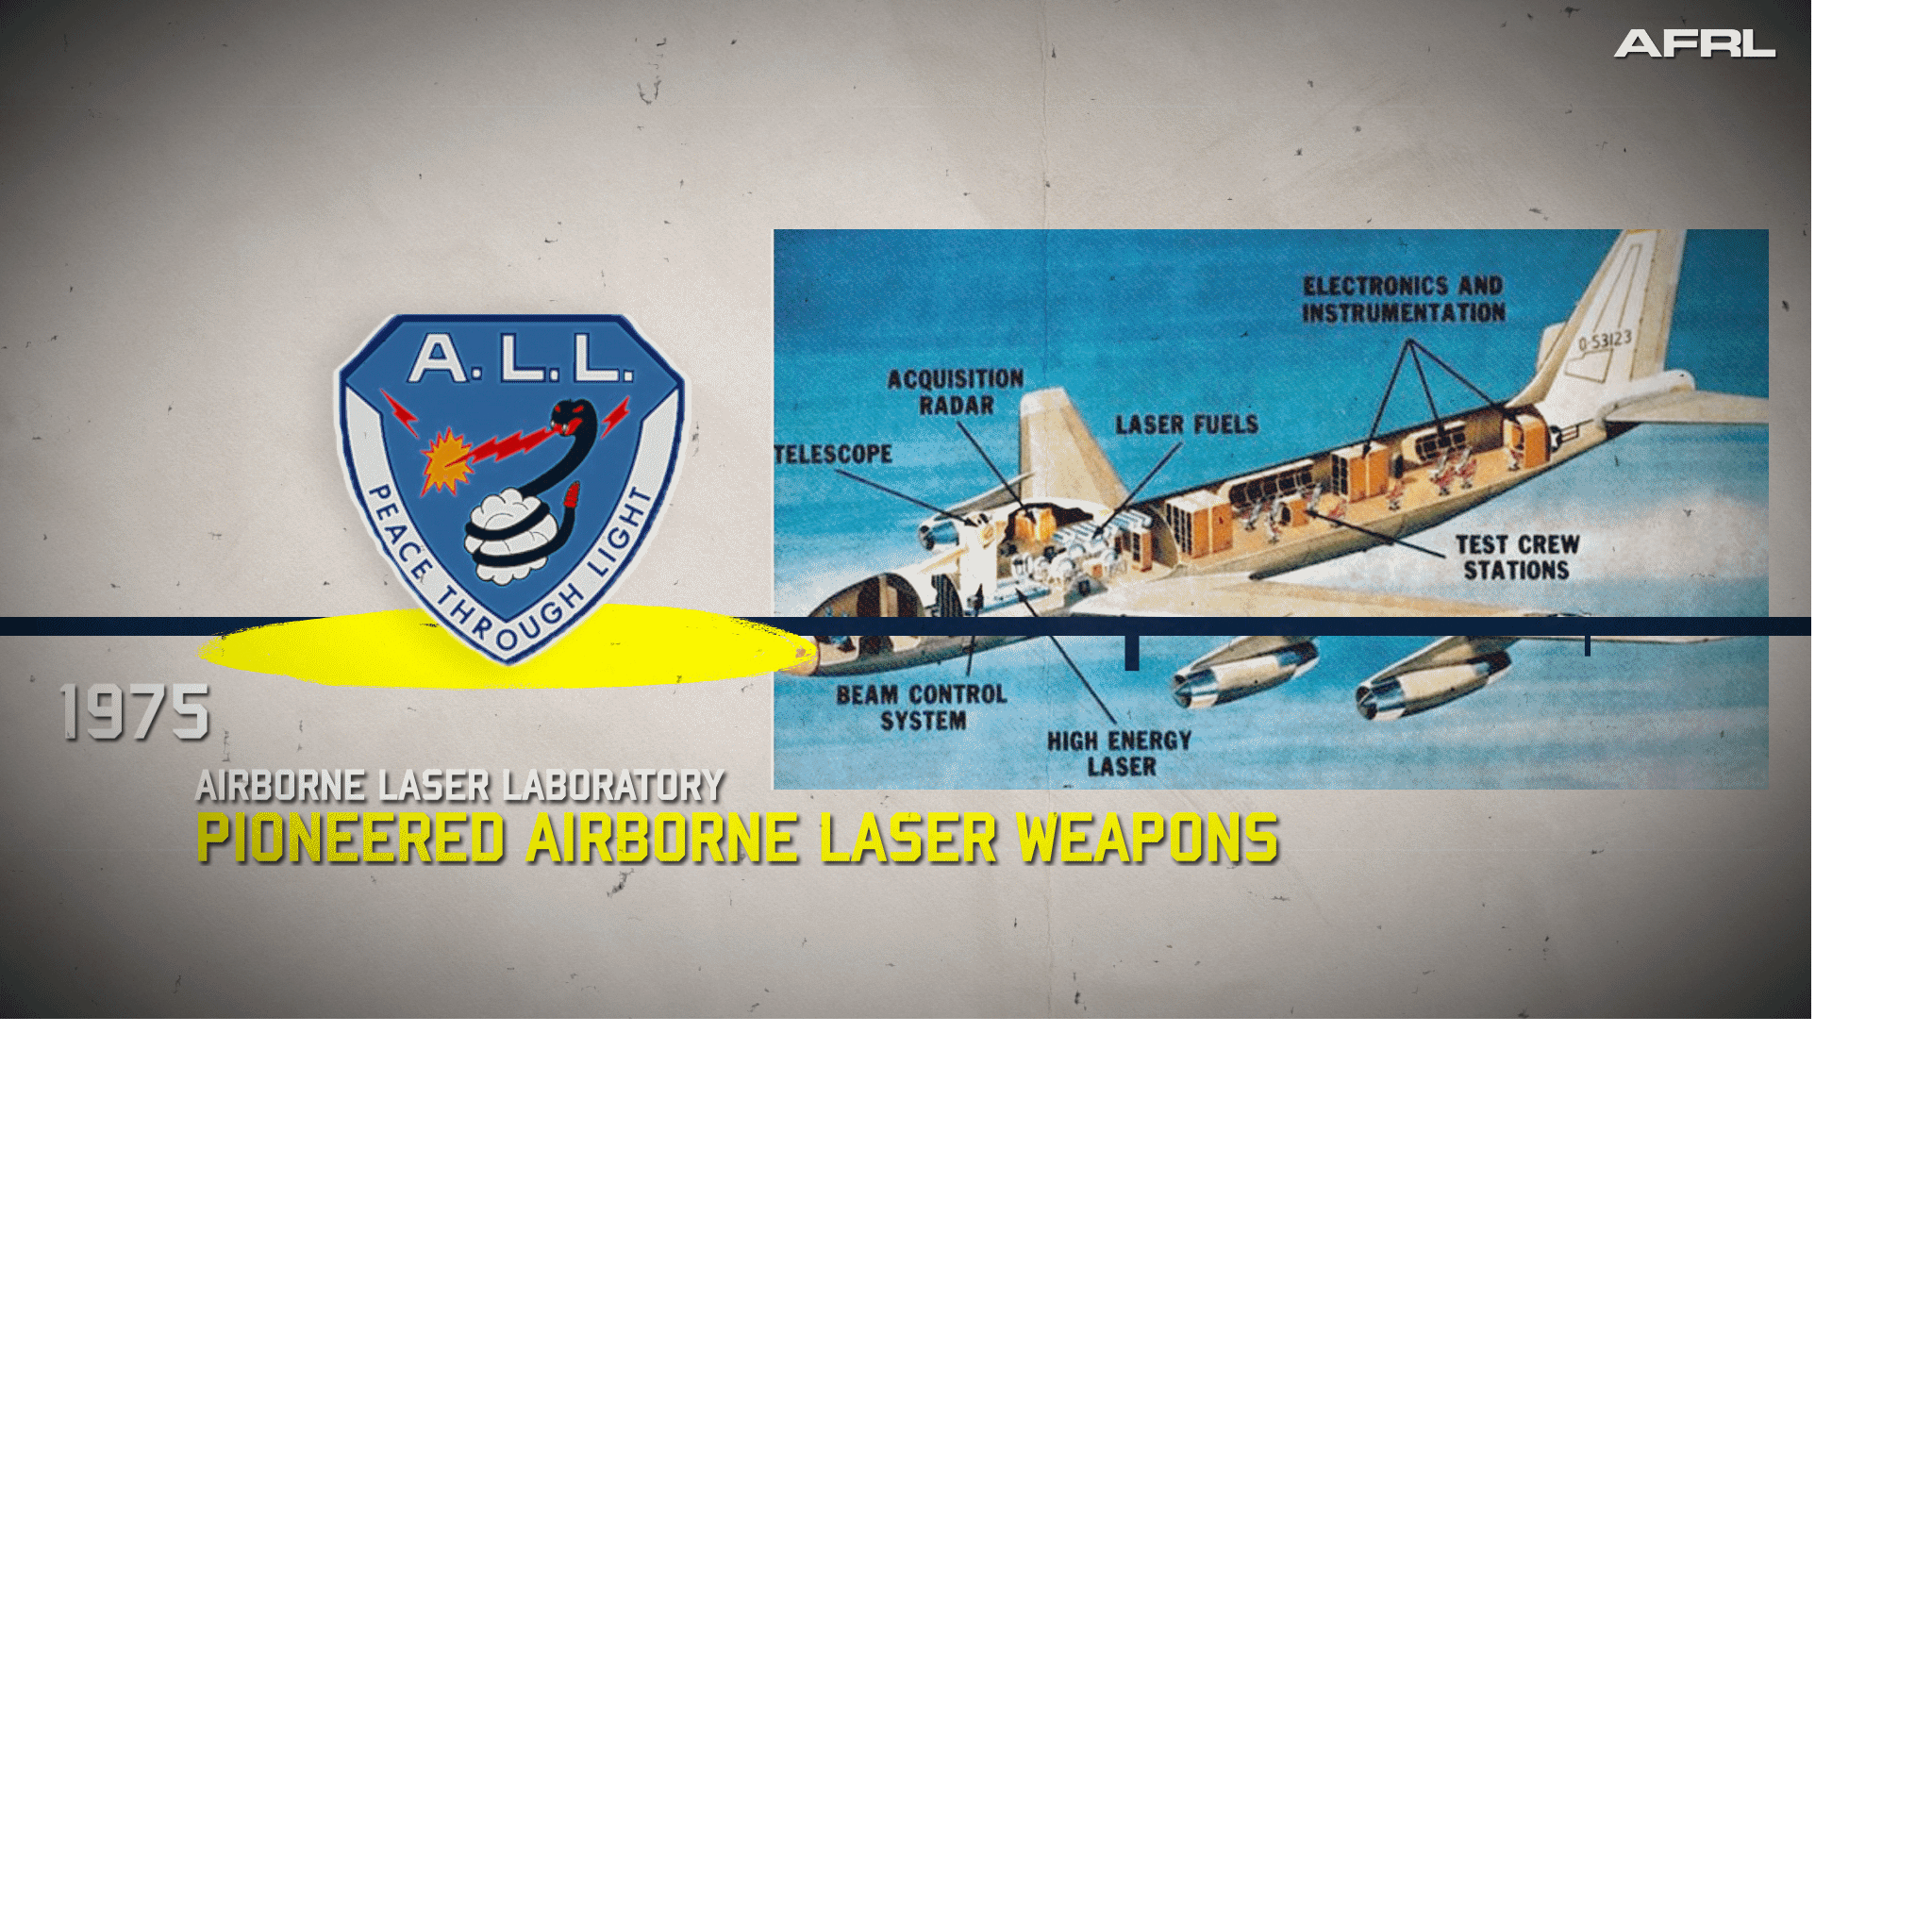 AFRL
A.L.L.
PEACE THROUGH LIGHT
ELECTRONICS AND
INSTRUMENTATION
0-53123
ACQUISITION
RADAR
LASER FUELS
TELESCOPE
TEST CREW
STATIONS
BEAM CONTROL
SYSTEM
HIGH ENERGY
LASER
1975
AIRBORNE LASER LABORATORY
PIONEERED AIRBORNE LASER WEAPONS